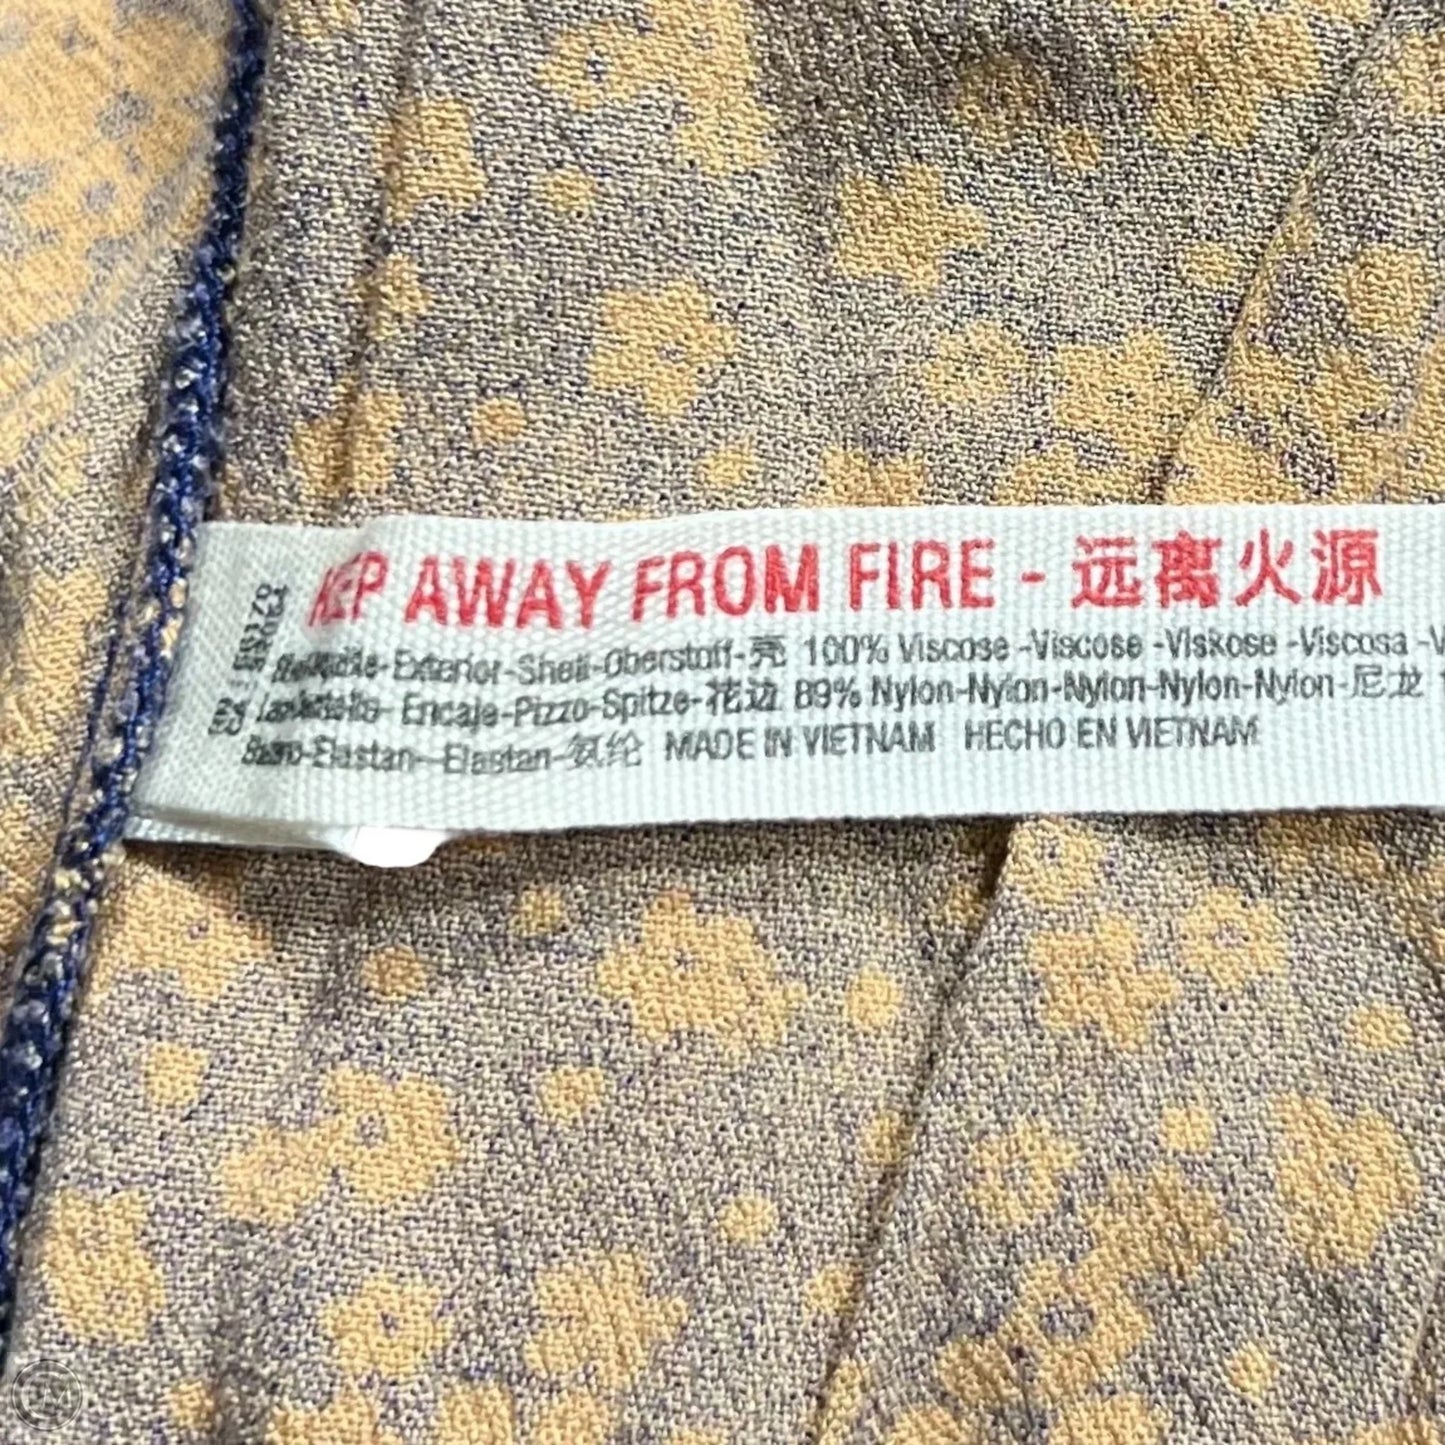 AWAY FROM FIRE - 远离火源
-Exterior-Shell-Oberstoff-壳 100% Viscose -Viscose -Viskose -Viscosa -V
- Encaje-Pizzo-Spitze-花边 89% Nylon-Nylon-Nylon-Nylon-Nylon-尼龙
-Elastan-Elastan-氨纶 MADE IN VIETNAM HECHO EN VIETNAM